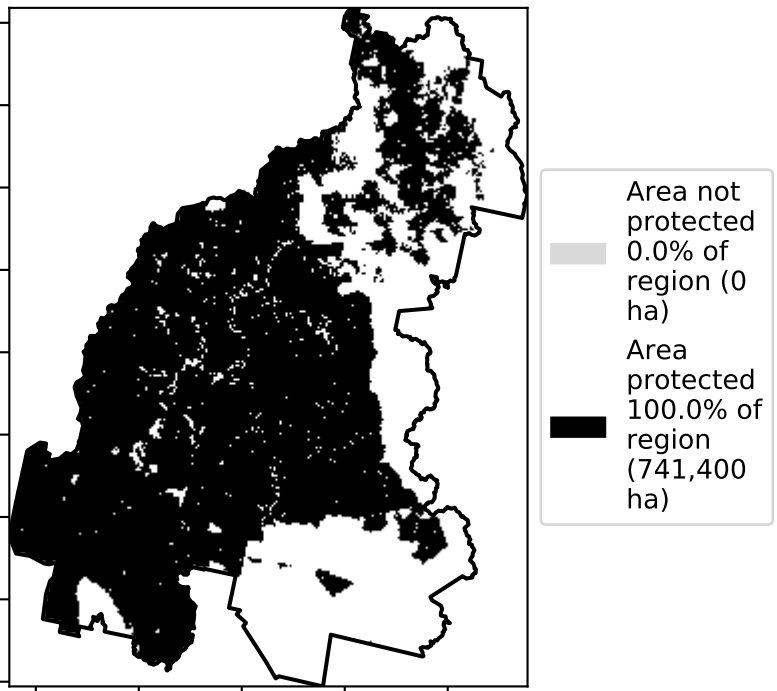 Area not
protected
0.0% of
region (0
ha)
Area
protected
100.0% of
region
(741,400
ha)